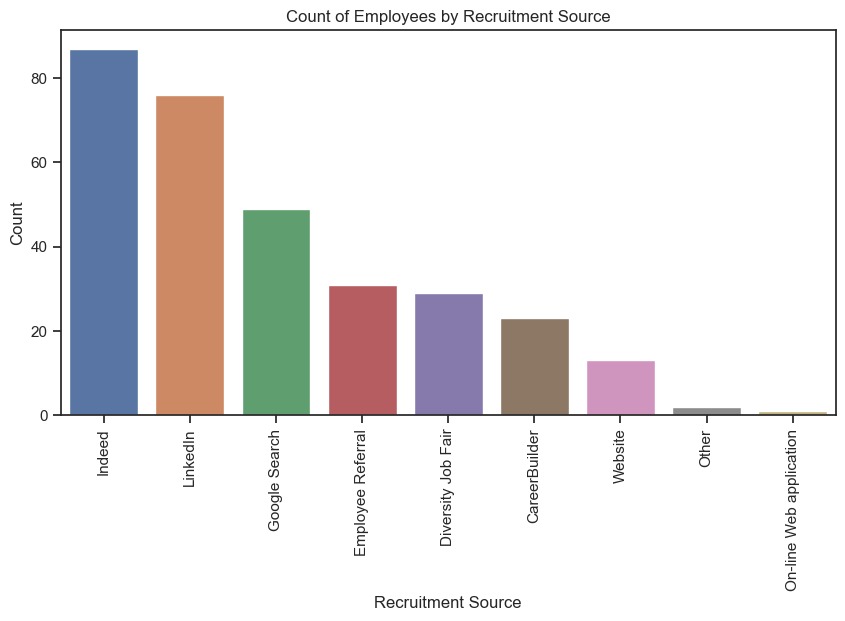 Count of Employees by Recruitment Source
Count
80
60
40
20
0
Indeed
LinkedIn
Google Search
Employee Referral
Diversity Job Fair
CareerBuilder
Website
Other
On-line Web application
Recruitment Source